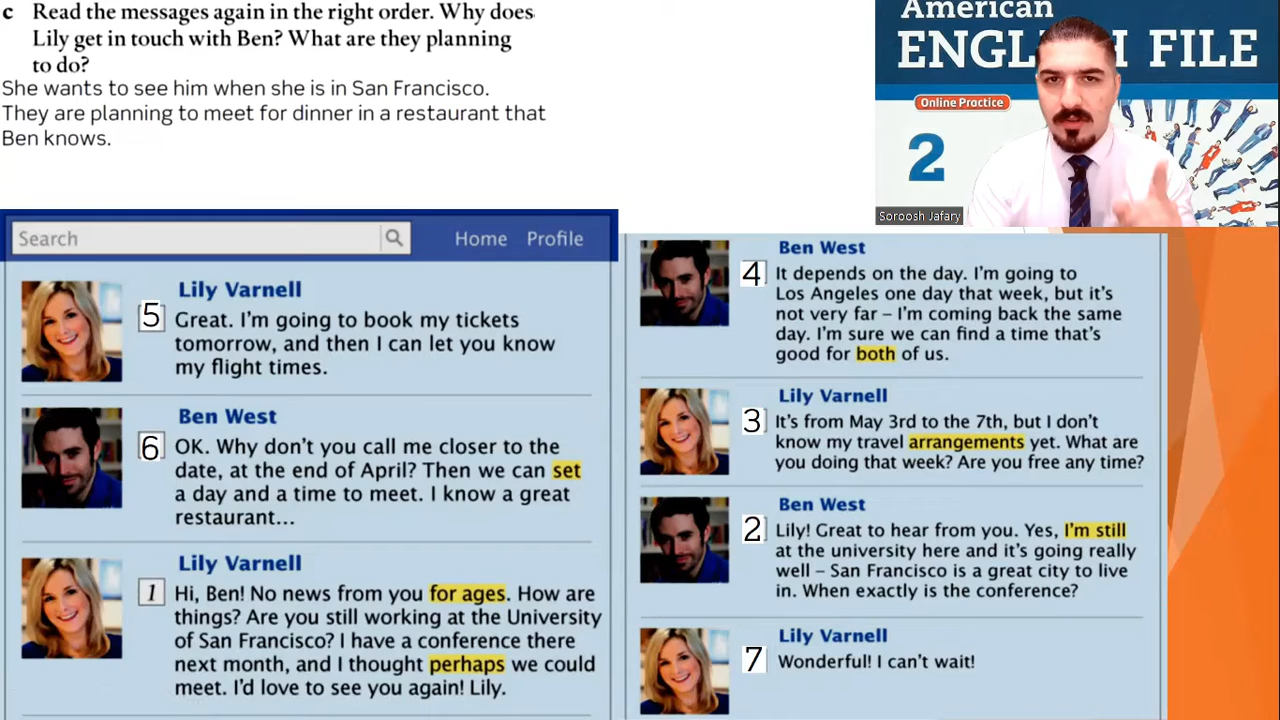 c Read the messages again in the right order. Why does
Lily get in touch with Ben? What are they planning
to do?
She wants to see him when she is in San Francisco.
They are planning to meet for dinner in a restaurant that
Ben knows.
American
ENGLISH FILE
Online Practice
2
Soroosh Jafary
Search
Home Profile
Lily Varnell
5 Great. I'm going to book my tickets
tomorrow, and then I can let you know
my flight times.
Ben West
6 OK. Why don't you call me closer to the
date, at the end of April? Then we can set
a day and a time to meet. I know a great
restaurant...
Lily Varnell
1 Hi, Ben! No news from you for ages. How are
things? Are you still working at the University
of San Francisco? I have a conference there
next month, and I thought perhaps we could
meet. I'd love to see you again! Lily.
Ben West
4 It depends on the day. I'm going to
Los Angeles one day that week, but it's
not very far – I'm coming back the same
day. I'm sure we can find a time that's
good for both of us.
Lily Varnell
3 It's from May 3rd to the 7th, but I don't
know my travel arrangements yet. What are
you doing that week? Are you free any time?
Ben West
2 Lily! Great to hear from you. Yes, I'm still
at the university here and it's going really
well – San Francisco is a great city to live
in. When exactly is the conference?
Lily Varnell
7 Wonderful! I can't wait!